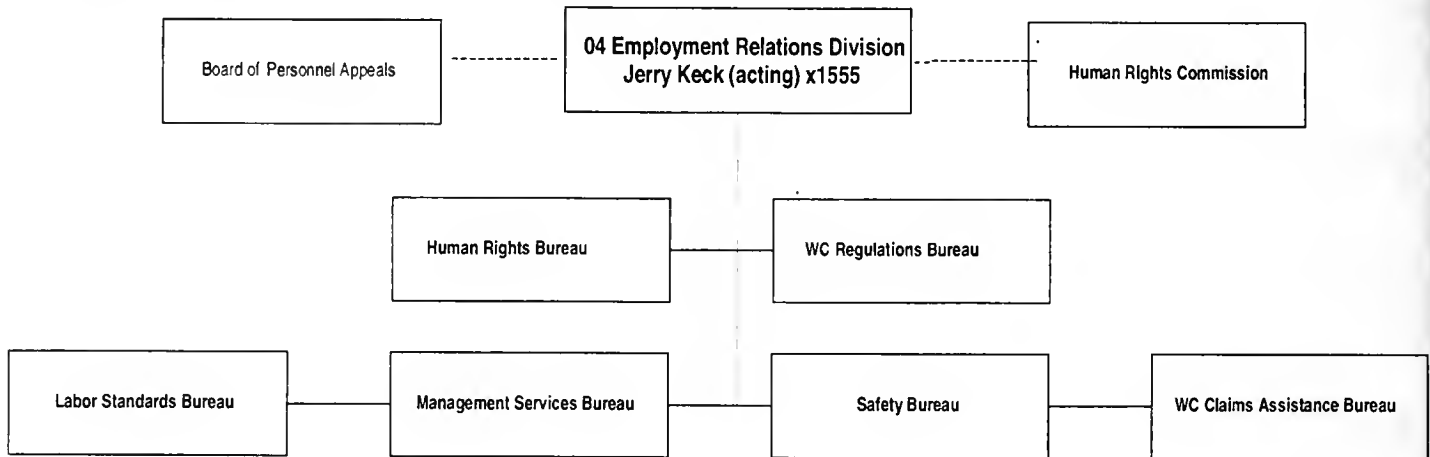 Board of Personnel Appeals
04 Employment Relations Division
Jerry Keck (acting) x1555
Human Rights Commission
Human Rights Bureau
WC Regulations Bureau
Labor Standards Bureau
Management Services Bureau
Safety Bureau
WC Claims Assistance Bureau